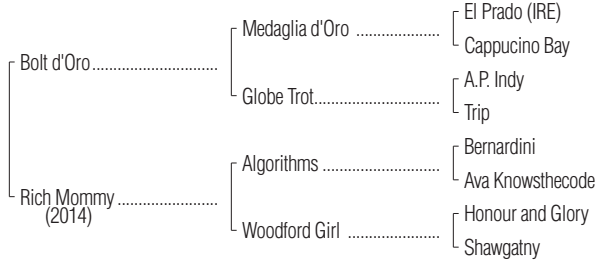 El Prado (IRE)
Medaglia d'Oro ..................
Cappucino Bay
Bolt d'Oro..............................
A.P. Indy
Globe Trot..............................
Trip
Bernardini
Algorithms ............................
Ava Knowsthecode
Rich Mommy ........................
(2014)
Honour and Glory
Woodford Girl ......................
Shawgatny